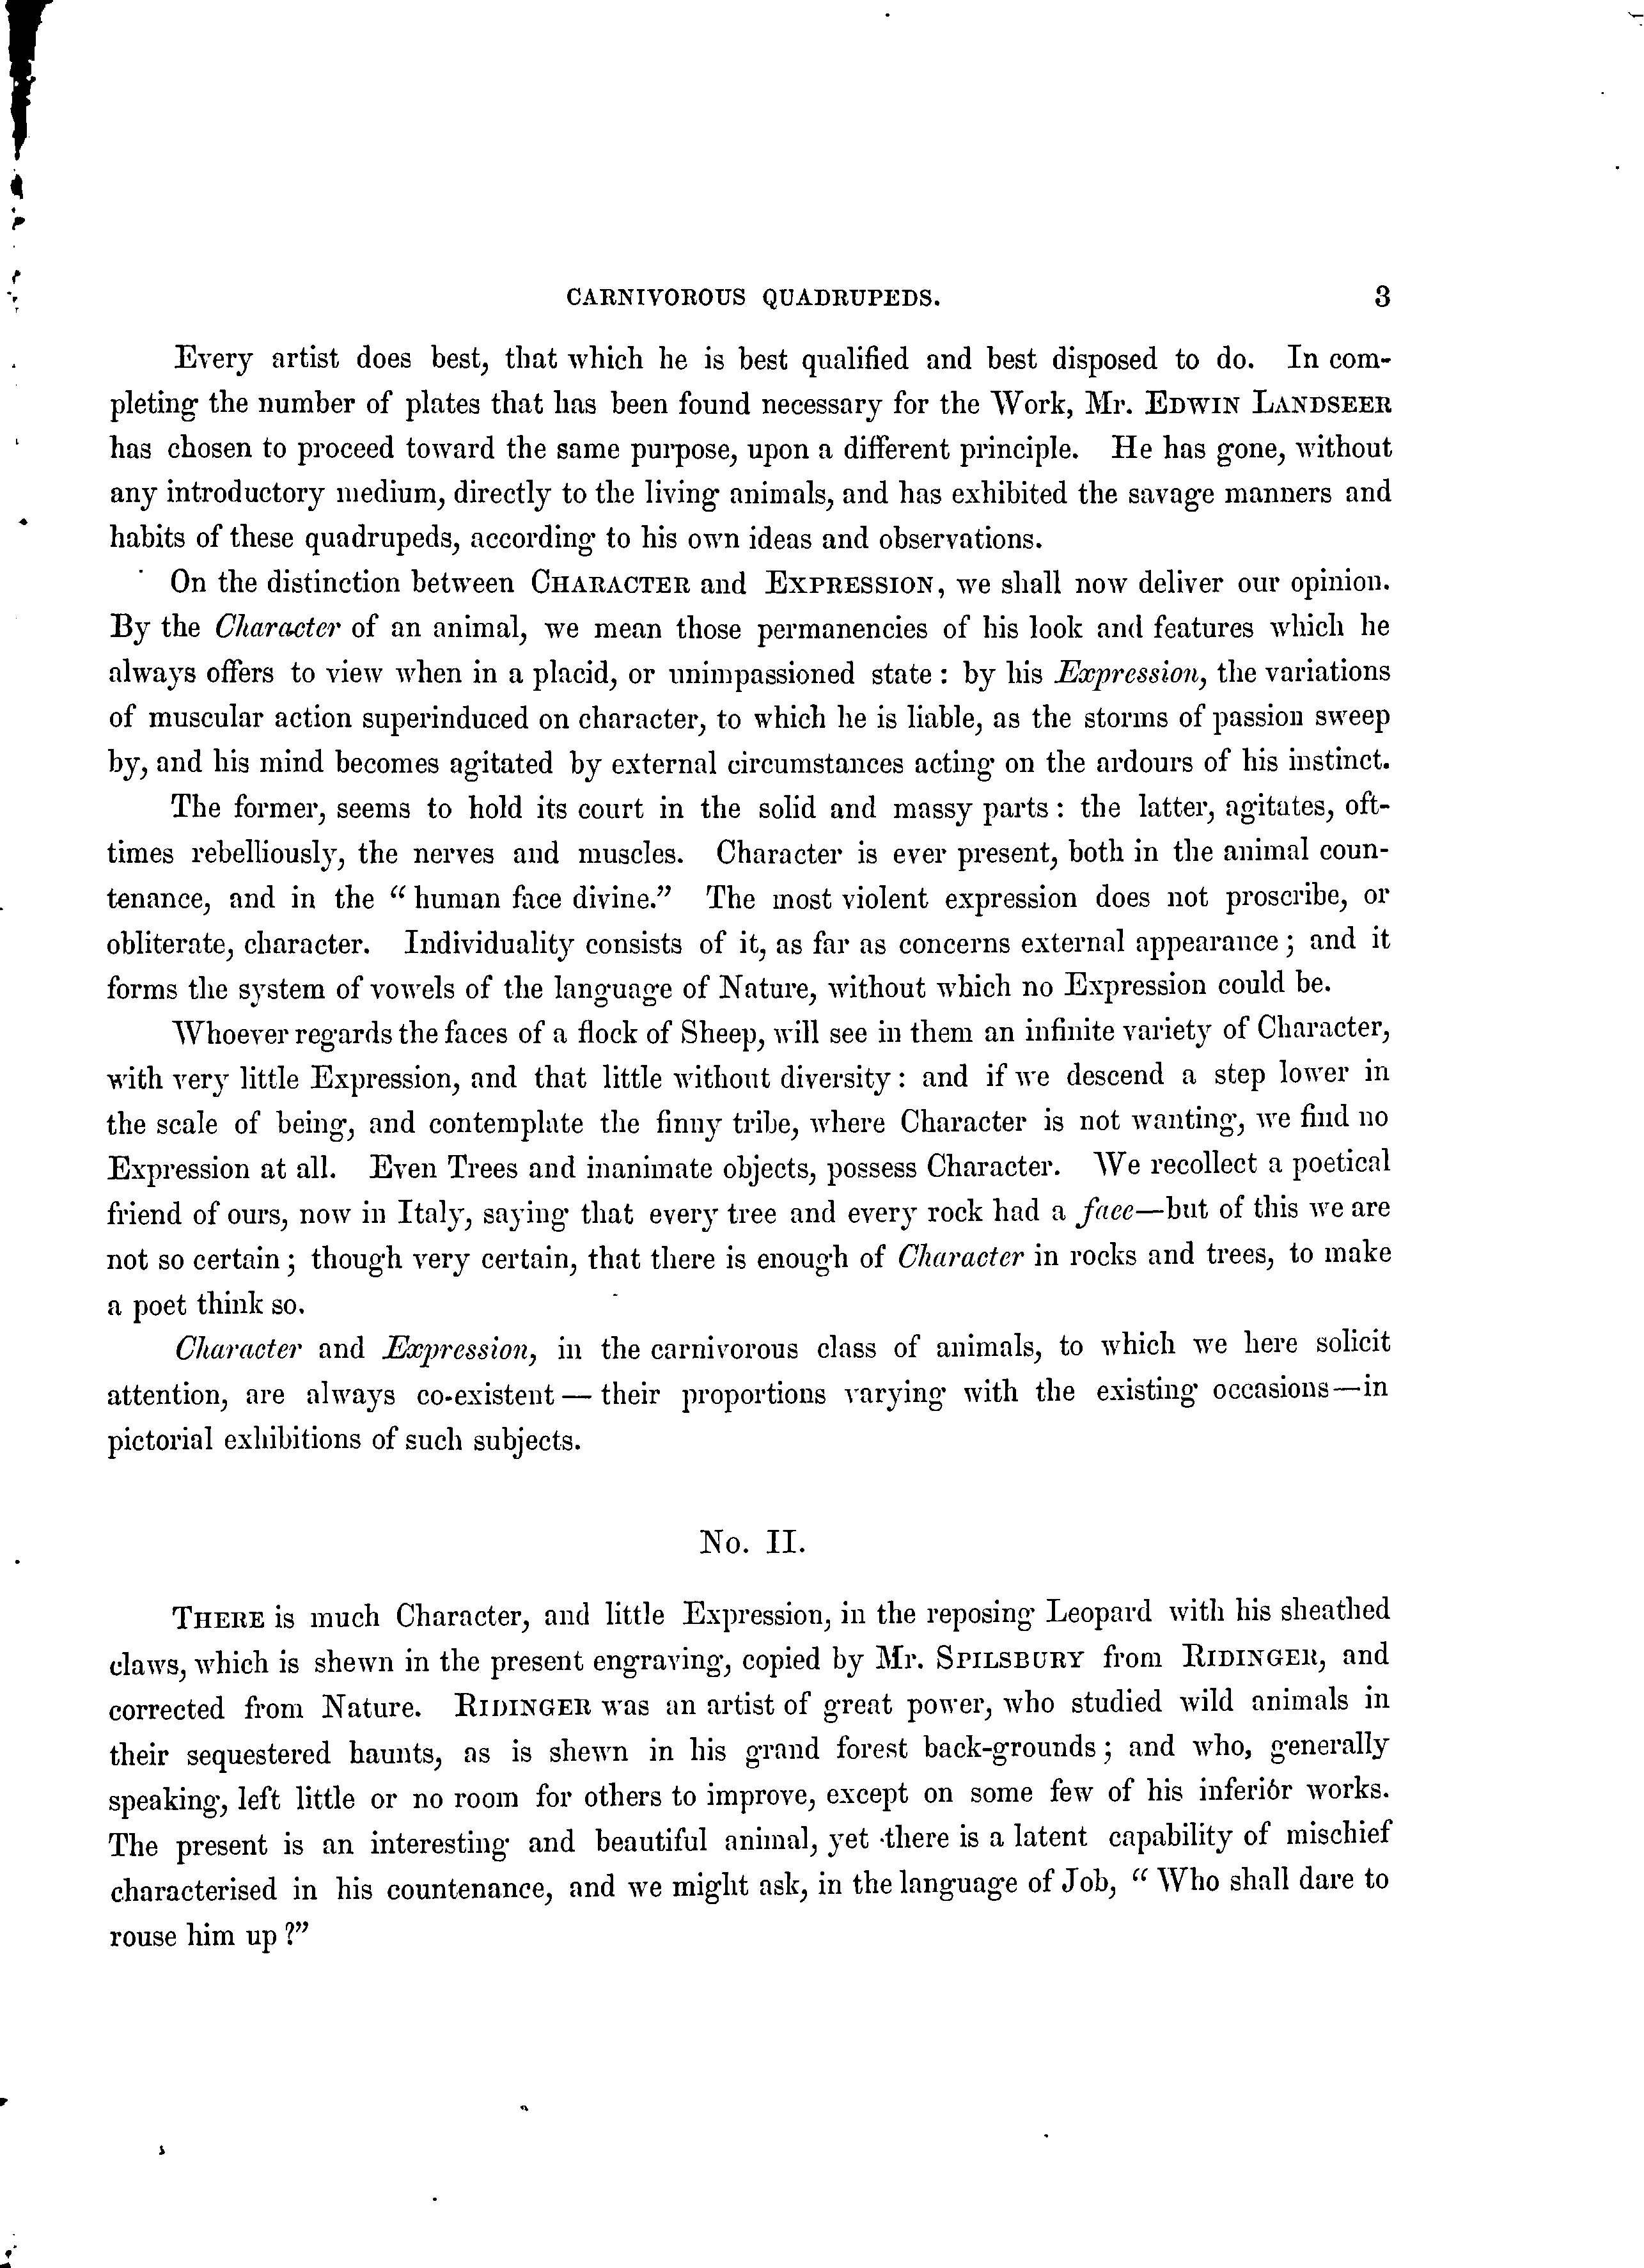 CARNIVOROUS QUADRUPEDS. 3
Every artist does best, that which he is best qualified and best disposed to do. In com-
pleting the number of plates that has been found necessary for the Work, Mr. EDWIN LANDSEER
has chosen to proceed toward the same purpose, upon a different principle. He has gone, without
any introductory medium, directly to the living animals, and has exhibited the savage manners and
habits of these quadrupeds, according to his own ideas and observations.
On the distinction between CHARACTER and EXPRESSION, we shall now deliver our opinion.
By the Character of an animal, we mean those permanencies of his look and features which he
always offers to view when in a placid, or unimpassioned state : by his Expression, the variations
of muscular action superinduced on character, to which he is liable, as the storms of passion sweep
by, and his mind becomes agitated by external circumstances acting on the ardours of his instinct.
The former, seems to hold its court in the solid and massy parts : the latter, agitates, oft-
times rebelliously, the nerves and muscles. Character is ever present, both in the animal coun-
tenance, and in the “human face divine.” The most violent expression does not proscribe, or
obliterate, character. Individuality consists of it, as far as concerns external appearance ; and it
forms the system of vowels of the language of Nature, without which no Expression could be.
Whoever regards the faces of a flock of Sheep, will see in them an infinite variety of Character,
with very little Expression, and that little without diversity : and if we descend a step lower in
the scale of being, and contemplate the finny tribe, where Character is not wanting, we find no
Expression at all. Even Trees and inanimate objects, possess Character. We recollect a poetical
friend of ours, now in Italy, saying that every tree and every rock had a face—but of this we are
not so certain ; though very certain, that there is enough of Character in rocks and trees, to make
a poet think so.
Character and Expression, in the carnivorous class of animals, to which we here solicit
attention, are always co-existent — their proportions varying with the existing occasions—in
pictorial exhibitions of such subjects.
No. II.
THERE is much Character, and little Expression, in the reposing Leopard with his sheathed
claws, which is shewn in the present engraving, copied by Mr. SPILSBURY from RIDINGER, and
corrected from Nature. RIDINGER was an artist of great power, who studied wild animals in
their sequestered haunts, as is shewn in his grand forest back-grounds ; and who, generally
speaking, left little or no room for others to improve, except on some few of his inferior works.
The present is an interesting and beautiful animal, yet there is a latent capability of mischief
characterised in his countenance, and we might ask, in the language of Job, “Who shall dare to
rouse him up ?”